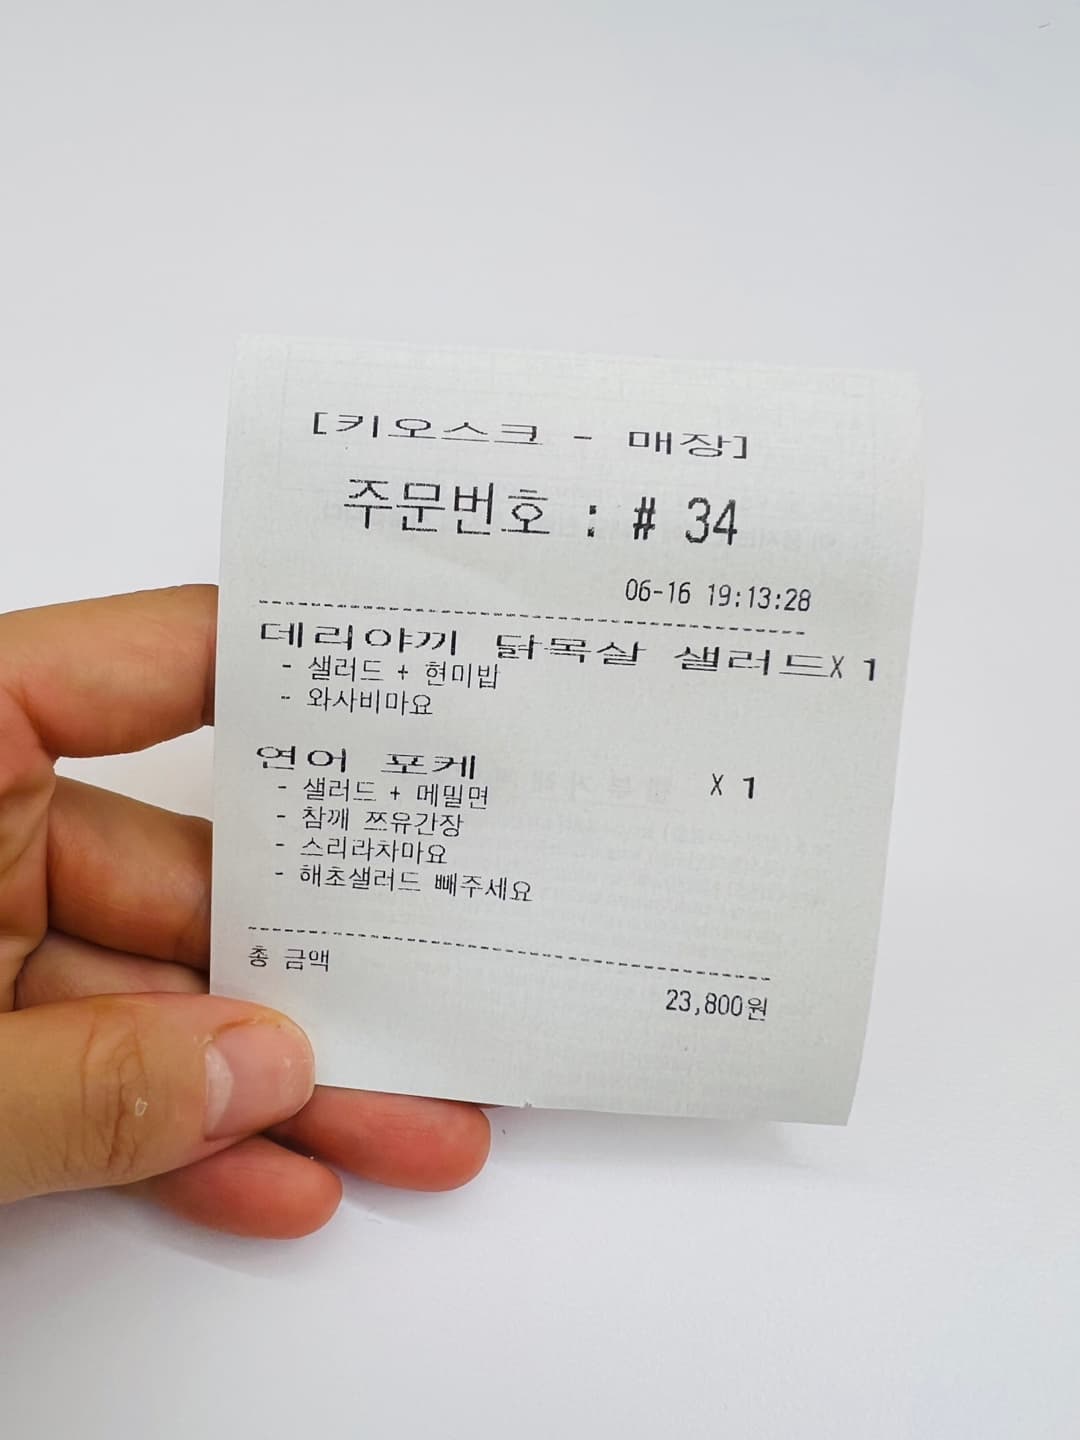 [키오스크 - 매장]
주문번호 : # 34
06-16 19:13:28
데리야끼 닭목살 샐러드X 1
- 샐러드 + 현미밥
- 와사비마요
연어 포케 X 1
- 샐러드 + 메밀면
- 참깨 쯔유간장
- 스리라차마요
- 해초샐러드 빼주세요
총 금액
23,800원